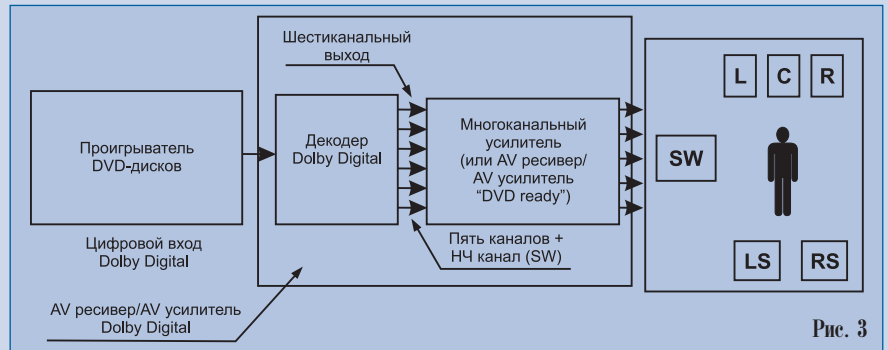 Шестиканальный
выход
Проигрыватель
DVD-дисков
Декодер
Dolby Digital
Многоканальный
усилитель
(или AV ресивер/
AV усилитель
“DVD ready”)
L
C
R
SW
LS
RS
Цифровой вход
Dolby Digital
Пять каналов +
НЧ канал (SW)
AV ресивер/AV усилитель
Dolby Digital
Рис. 3